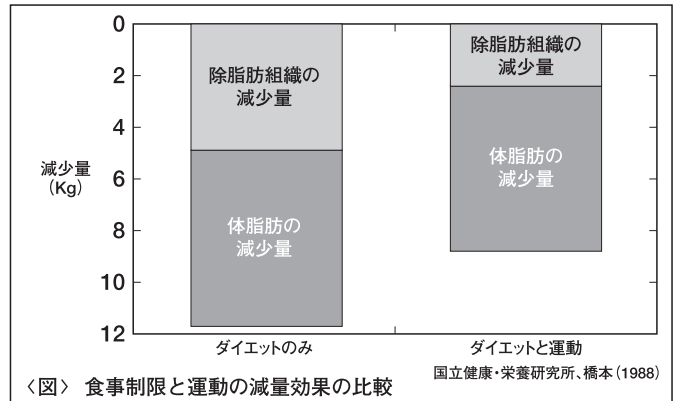 0
2
4
6
8
10
12
減少量
(Kg)
除脂肪組織の
減少量
体脂肪の
減少量
除脂肪組織の
減少量
体脂肪の
減少量
ダイエットのみ
ダイエットと運動
国立健康・栄養研究所、橋本(1988)
〈図〉 食事制限と運動の減量効果の比較